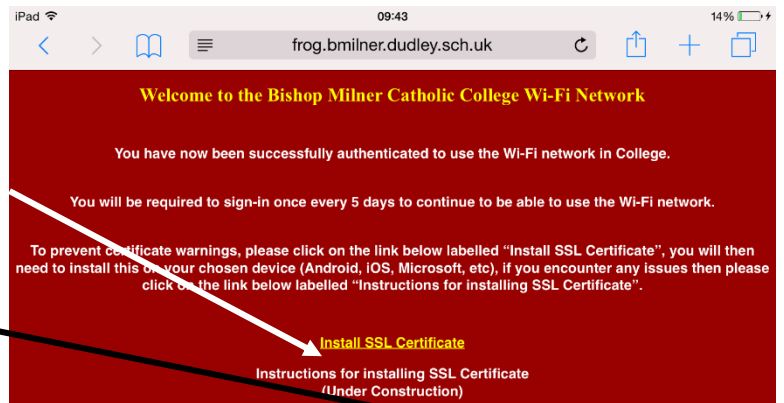 iPad 09:43 14%
frog.bmilner.dudley.sch.uk
Welcome to the Bishop Milner Catholic College Wi-Fi Network
You have now been successfully authenticated to use the Wi-Fi network in College.
You will be required to sign-in once every 5 days to continue to be able to use the Wi-Fi network.
To prevent certificate warnings, please click on the link below labelled “Install SSL Certificate”, you will then
need to install this on your chosen device (Android, iOS, Microsoft, etc), if you encounter any issues then please
click on the link below labelled “Instructions for installing SSL Certificate”.
Install SSL Certificate
Instructions for installing SSL Certificate
(Under Construction)